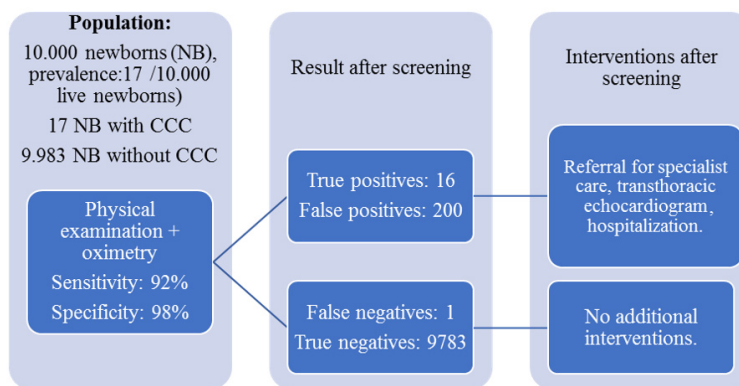 Population:
10.000 newborns (NB),
prevalence:17 /10.000
live newborns)
17 NB with CCC
9.983 NB without CCC
Physical
examination +
oximetry
Sensitivity: 92%
Specificity: 98%
Result after screening
True positives: 16
False positives: 200
False negatives: 1
True negatives: 9783
Interventions after
screening
Referral for specialist
care, transthoracic
echocardiogram,
hospitalization.
No additional
interventions.